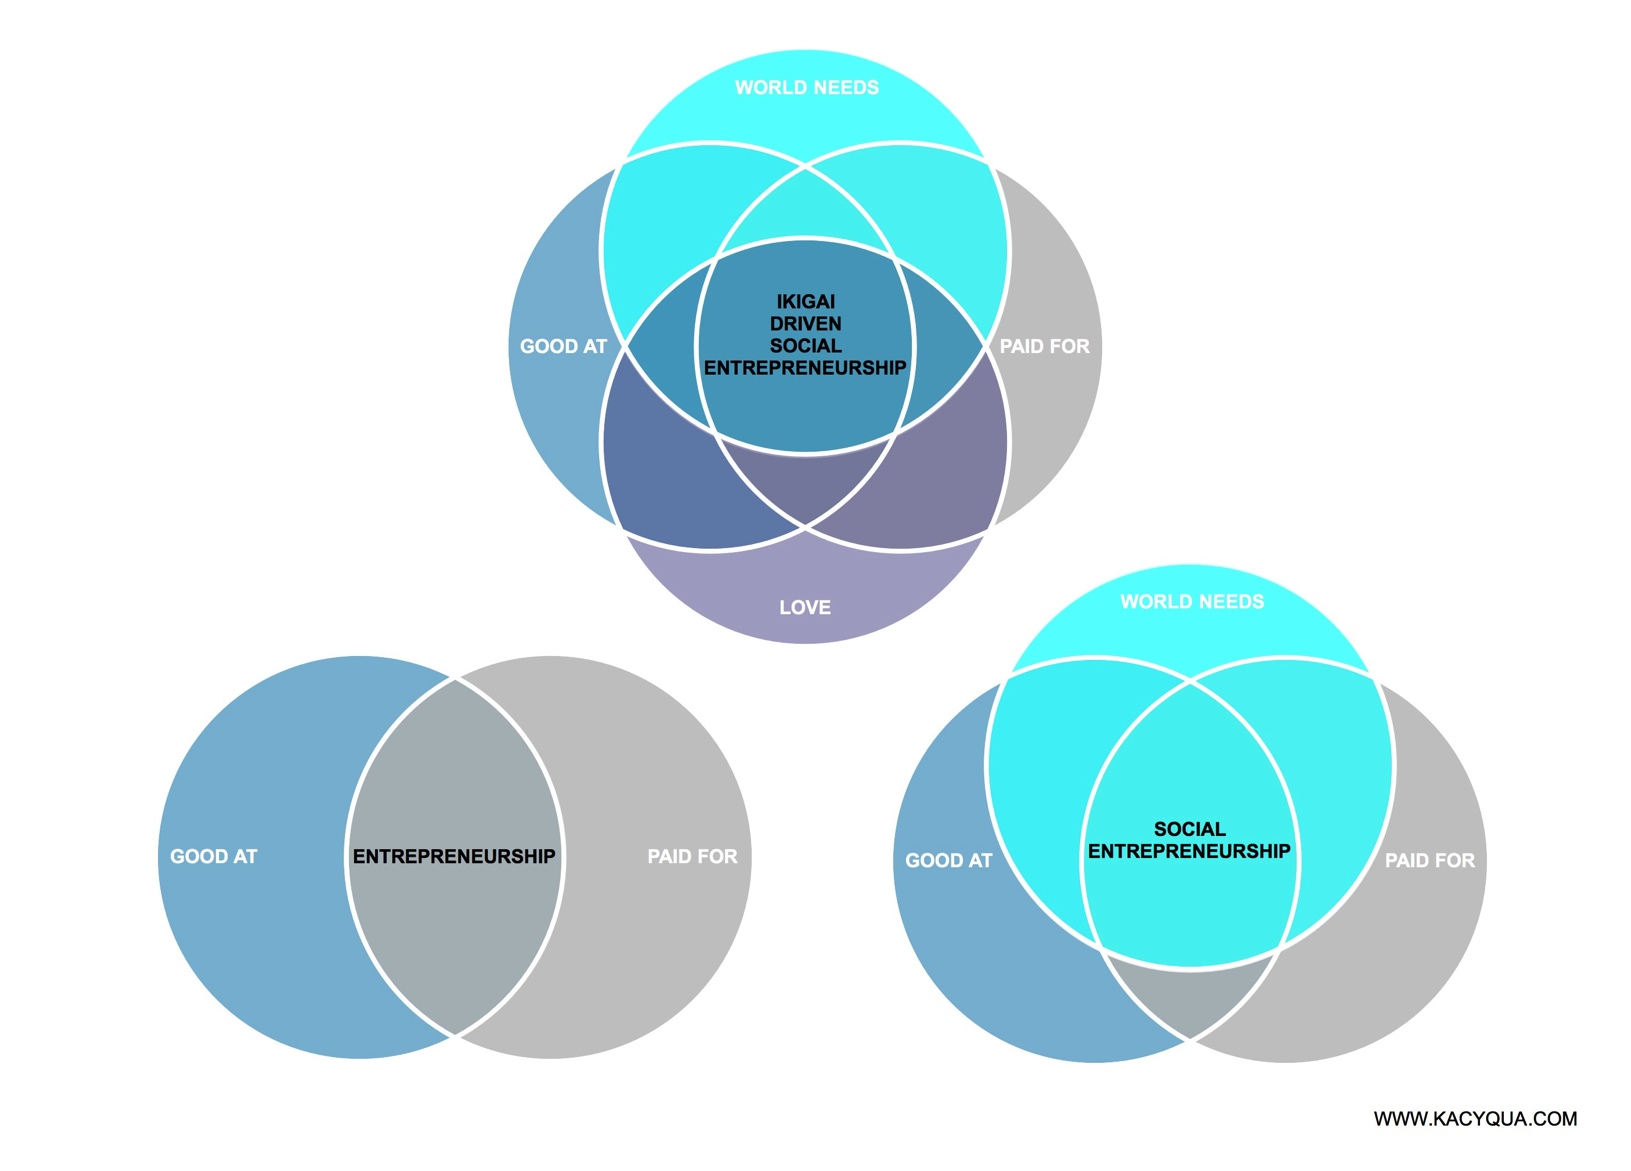 WORLD NEEDS
GOOD AT
IKIGAI
DRIVEN
SOCIAL
ENTREPRENEURSHIP
PAID FOR
LOVE
GOOD AT
ENTREPRENEURSHIP
PAID FOR
WORLD NEEDS
GOOD AT
SOCIAL
ENTREPRENEURSHIP
PAID FOR
WWW.KACYQUA.COM